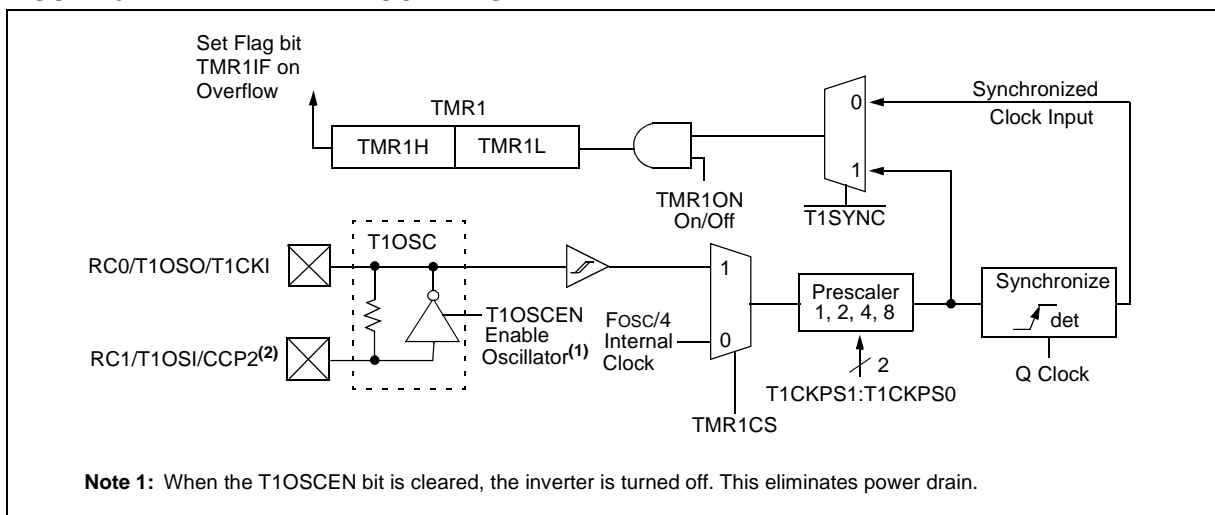 Set Flag bit
TMR1IF on
Overflow
TMR1
TMR1H
TMR1L
TMR1ON
On/Off
0
1
T1SYNC
Synchronized
Clock Input
T1OSC
RC0/T1OSO/T1CKI
RC1/T1OSI/CCP2(2)
T1OSCEN
Enable
Oscillator(1)
FOSC/4
Internal
Clock
1
0
TMR1CS
Prescaler
1, 2, 4, 8
2
T1CKPS1:T1CKPS0
Synchronize
det
Q Clock
Note 1: When the T1OSCEN bit is cleared, the inverter is turned off. This eliminates power drain.